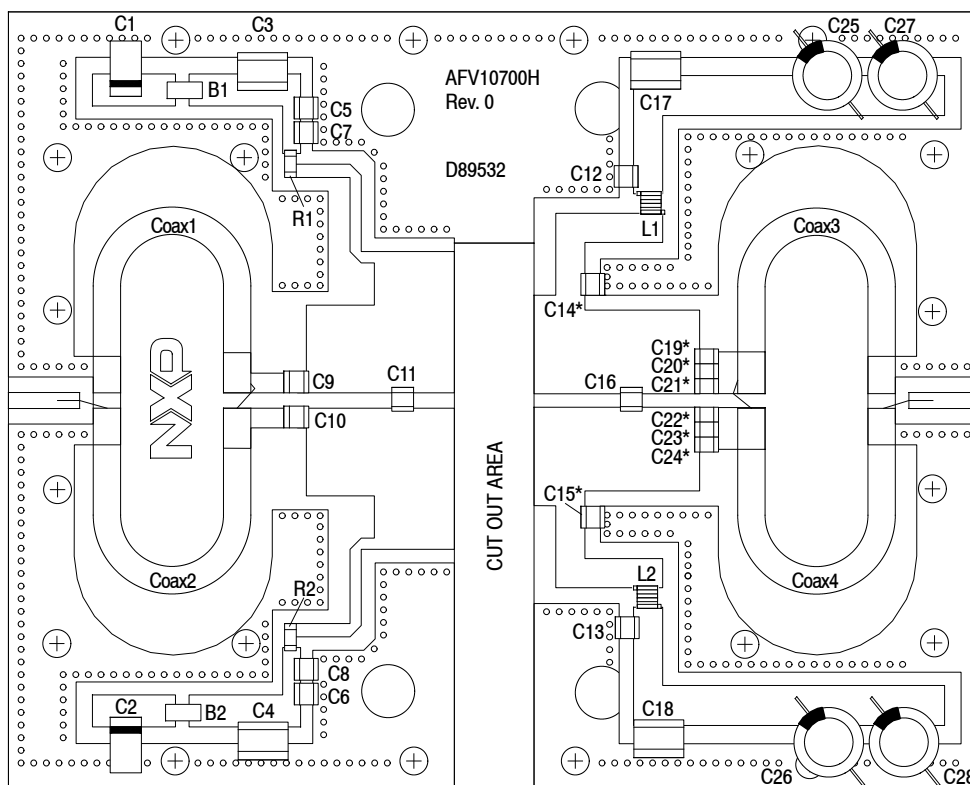 C1
C3
C25
C27
AFV10700H
Rev. 0
B1
C17
C5
C7
D89532
C12
R1
L1
Coax1
Coax3
C14*
NXP
C19*
C20*
C21*
C9
C11
C16
C10
C22*
C23*
C24*
CUT OUT AREA
C15*
Coax2
Coax4
L2
R2
C13
C8
C6
C2
B2
C4
C18
C26
C28